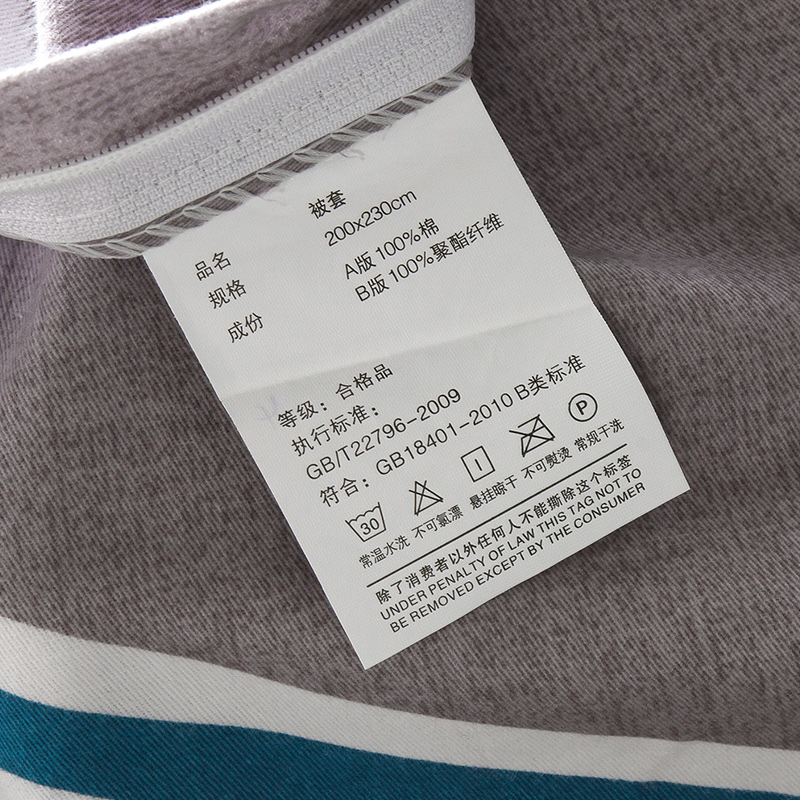 品名 被套
规格 200x230cm
成份 A版 100%棉
B版 100%聚酯纤维
等级：合格品
执行标准：
GB/T22796-2009
符合：GB18401-2010 B类标准
30 P
常温水洗 不可氯漂 悬挂晾干 不可熨烫 常规干洗
除了消费者以外任何人不能撕除这个标签
UNDER PENALTY OF LAW THIS TAG NOT TO
BE REMOVED EXCEPT BY THE CONSUMER